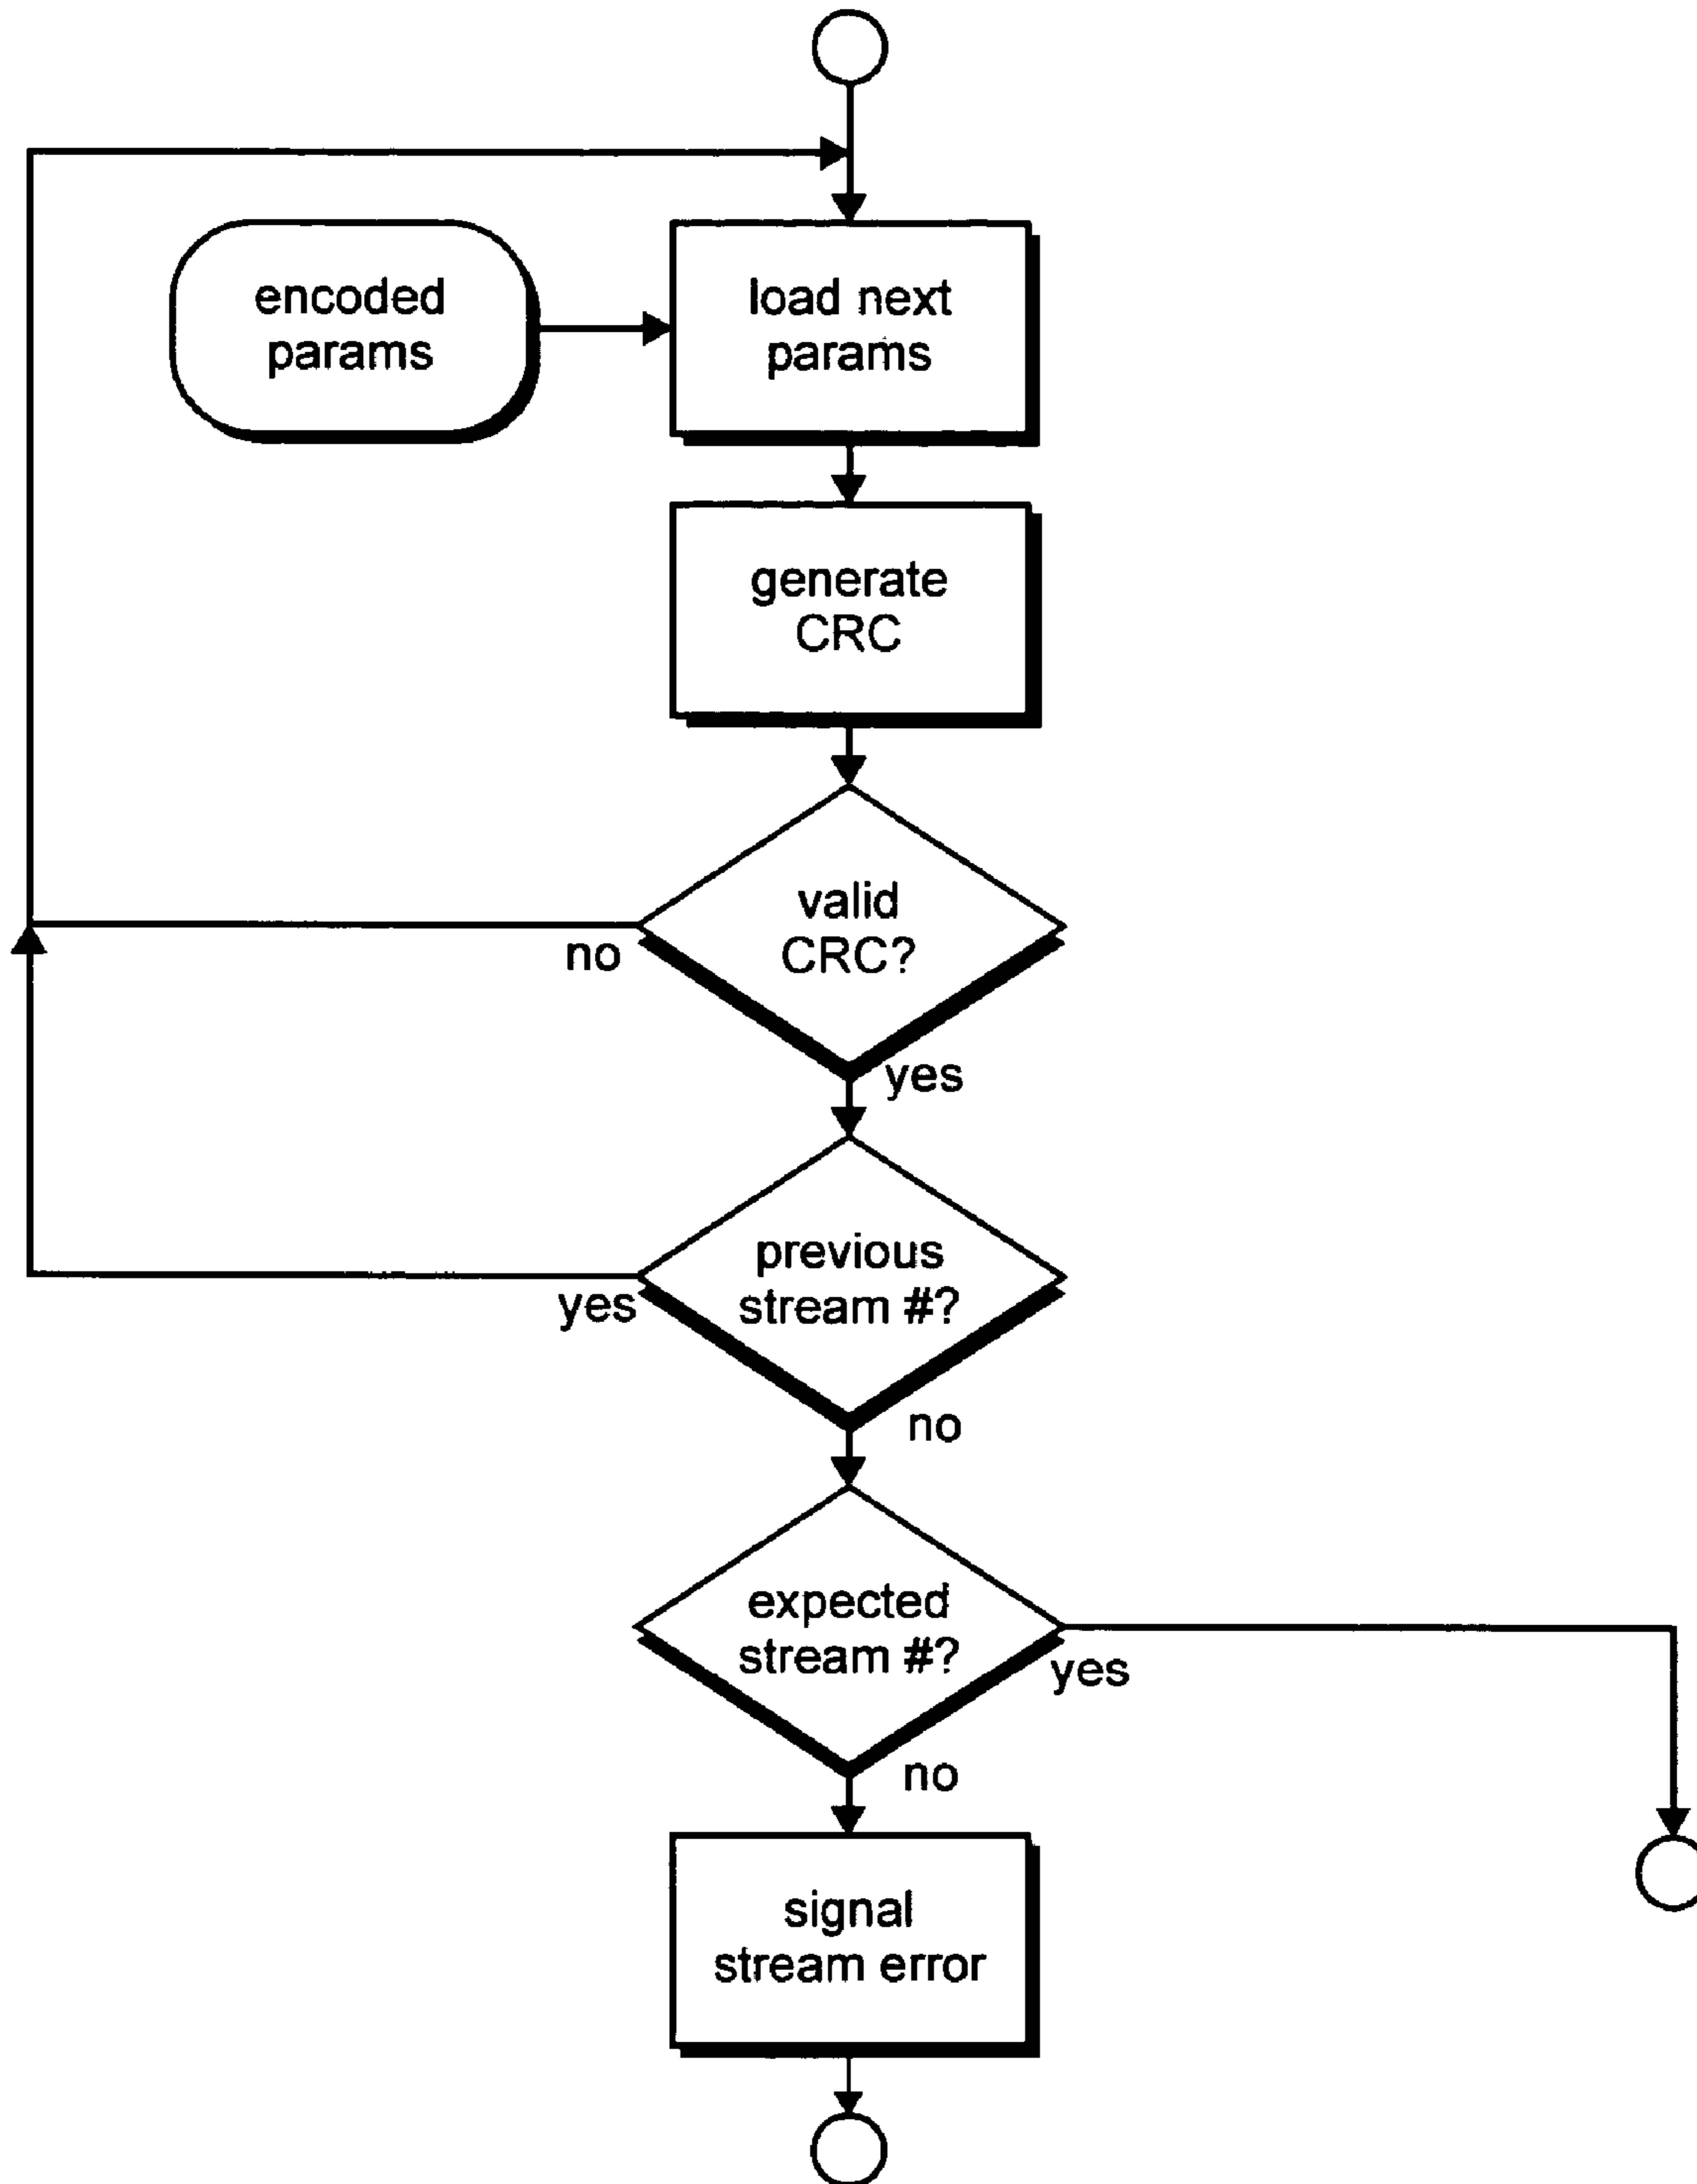 encoded
params
load next
params
generate
CRC
valid
CRC?
no
yes
previous
stream #?
yes
no
expected
stream #?
yes
no
signal
stream error